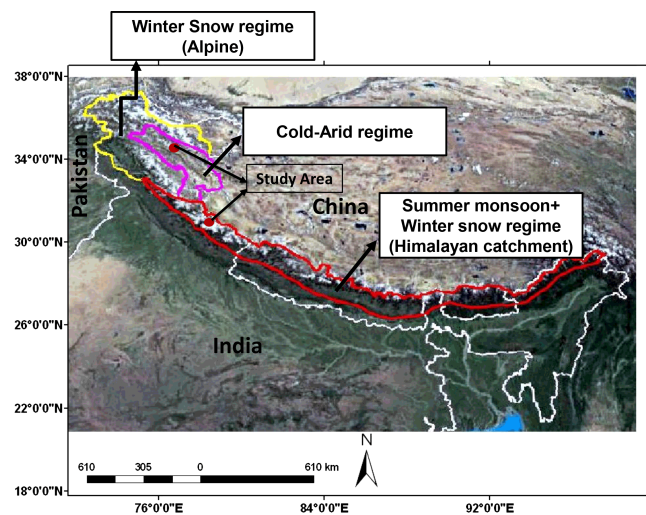 Winter Snow regime
(Alpine)
38°0'0"N
Cold-Arid regime
34°0'0"N
Pakistan
Study Area
China
Summer monsoon+
Winter snow regime
(Himalayan catchment)
30°0'0"N
26°0'0"N
India
22°0'0"N
N
610 305 0 610 km
18°0'0"N
76°0'0"E 84°0'0"E 92°0'0"E